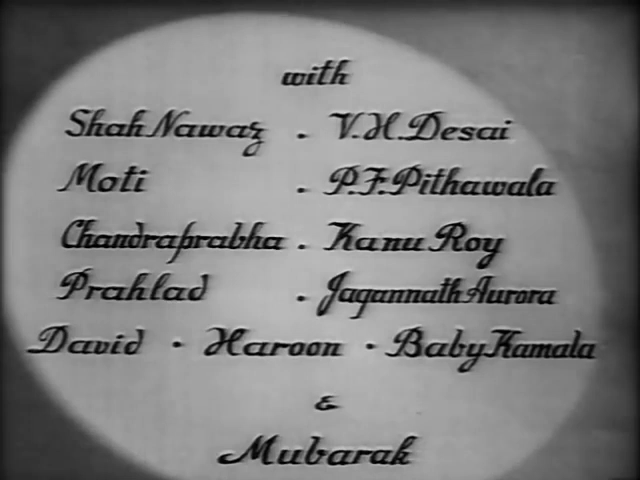 with
Shah Nawaz . V.H.Desai
Moti . P.F.Pithawala
Chandraprabha . Kanu Roy
Prahlad . Jagannath Aurora
David · Haroon · Baby Kamala
&
Mubarak